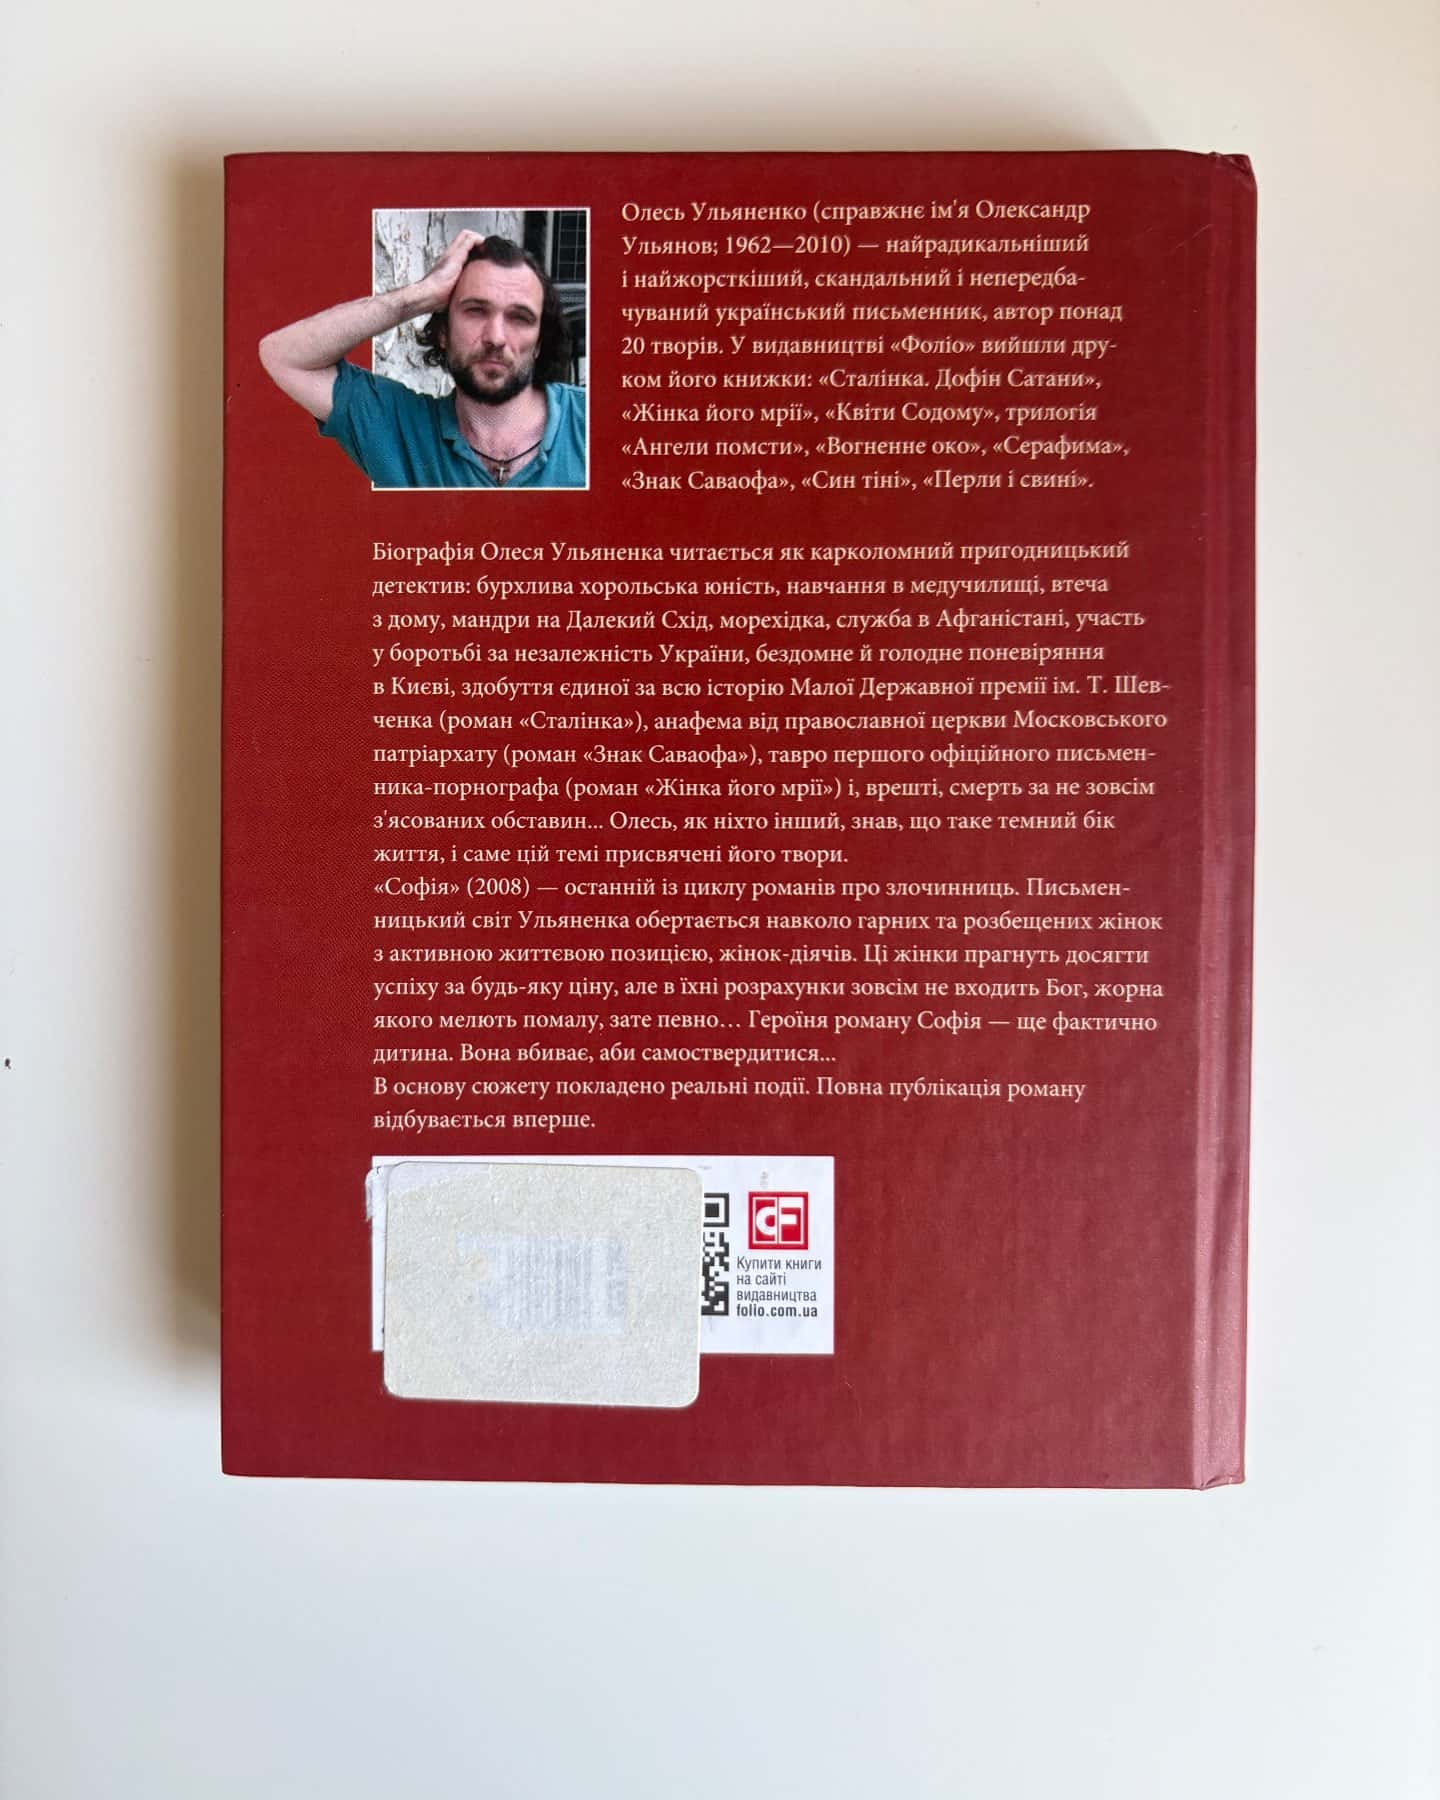 Олесь Ульяненко (справжнє ім'я Олександр
Ульянов; 1962—2010) — найрадикальніший
і найжорсткіший, скандальний і непередба-
чуваний український письменник, автор понад
20 творів. У видавництві «Фоліо» вийшли дру-
ком його книжки: «Сталінка. Дофін Сатани»,
«Жінка його мрії», «Квіти Содому», трилогія
«Ангели помсти», «Вогненне око», «Серафима»,
«Знак Саваофа», «Син тіні», «Перли і свині».
Біографія Олеся Ульяненка читається як карколомний пригодницький
детектив: бурхлива хорольська юність, навчання в медучилищі, втеча
з дому, мандри на Далекий Схід, морехідка, служба в Афганістані, участь
у боротьбі за незалежність України, бездомне й голодне поневіряння
в Києві, здобуття єдиної за всю історію Малої Державної премії ім. Т. Шев-
ченка (роман «Сталінка»), анафема від православної церкви Московського
патріархату (роман «Знак Саваофа»), тавро першого офіційного письмен-
ника-порнографа (роман «Жінка його мрії») і, врешті, смерть за не зовсім
з'ясованих обставин... Олесь, як ніхто інший, знав, що таке темний бік
життя, і саме цій темі присвячені його твори.
«Софія» (2008) — останній із циклу романів про злочинниць. Письмен-
ницький світ Ульяненка обертається навколо гарних та розбещених жінок
з активною життєвою позицією, жінок-діячів. Ці жінки прагнуть досягти
успіху за будь-яку ціну, але в їхні розрахунки зовсім не входить Бог, жорна
якого мелють помалу, зате певно… Героїня роману Софія — ще фактично
дитина. Вона вбиває, аби самоствердитися...
В основу сюжету покладено реальні події. Повна публікація роману
відбувається вперше.
CF
Купити книги
на сайті
видавництва
folio.com.ua